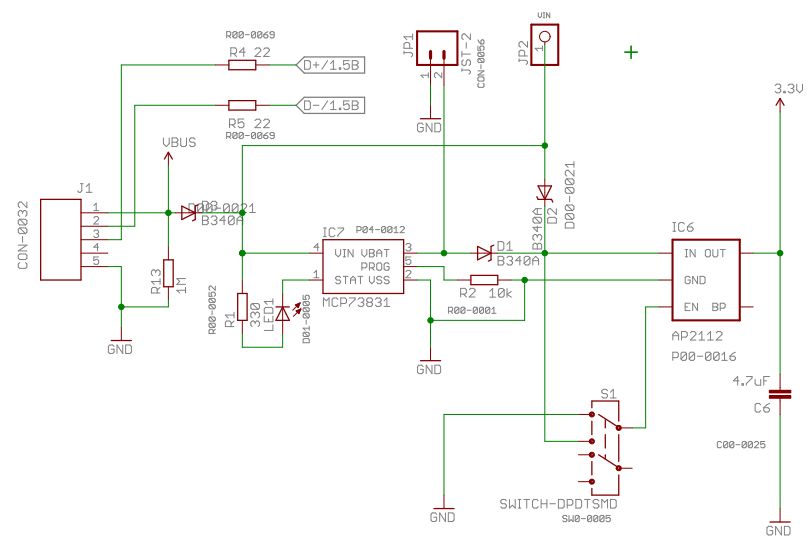 VIN
R00-0069
R4 22
D+/1.5B
D-/1.5B
R5 22
R00-0069
JP1
1
2
JST-2
CON-0056
GND
JP2
1
3.3V
VBUS
J1
CON-0032
1
2
3
4
5
D3
D00-0021
B340A
R13
1M
GND
R00-0052
R1
330
LED1
D01-0005
IC7
P04-0012
4
VIN
VBAT
3
PROG
5
1
STAT
VSS
2
MCP73831
D1
B340A
R2 10k
R00-0001
GND
B340A
D2
D00-0021
IC6
IN
OUT
GND
EN
BP
AP2112
P00-0016
4.7uF
C6
C00-0025
GND
S1
SWITCH-DPDTSMD
SW0-0005
GND